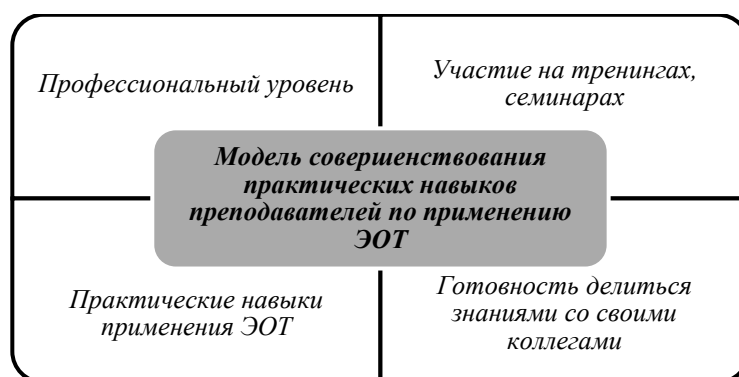 Профессиональный уровень
Участие на тренингах,
семинарах
Модель совершенствования
практических навыков
преподавателей по применению
ЭОТ
Практические навыки
применения ЭОТ
Готовность делиться
знаниями со своими
коллегами